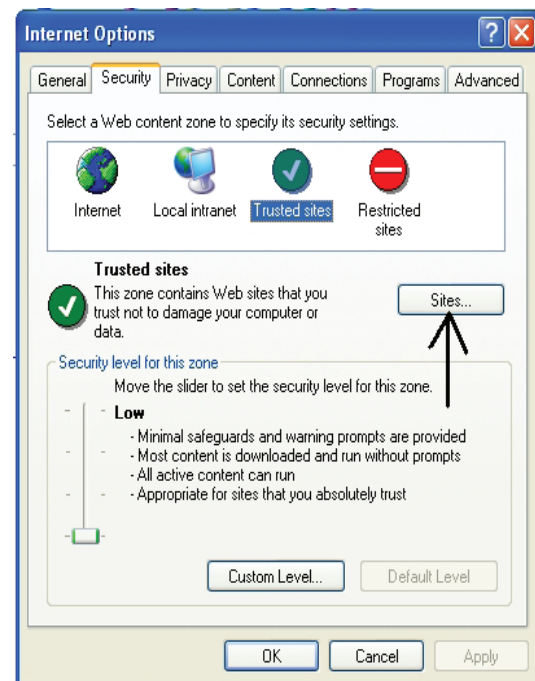 Internet Options
General Security Privacy Content Connections Programs Advanced
Select a Web content zone to specify its security settings.
Internet Local intranet Trusted sites Restricted
sites
Trusted sites
This zone contains Web sites that you
trust not to damage your computer or
data.
Sites...
Security level for this zone
Move the slider to set the security level for this zone.
Low
- Minimal safeguards and warning prompts are provided
- Most content is downloaded and run without prompts
- All active content can run
- Appropriate for sites that you absolutely trust
Custom Level... Default Level
OK Cancel Apply